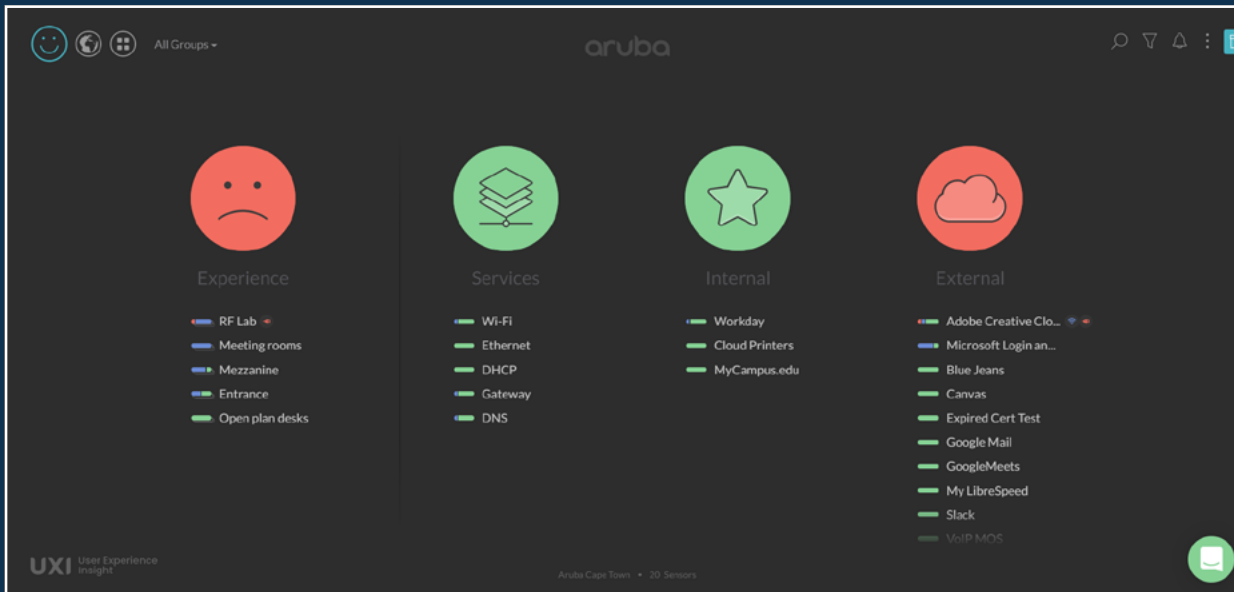 All Groups
aruba
Experience
RF Lab
Meeting rooms
Mezzanine
Entrance
Open plan desks
Services
Wi-Fi
Ethernet
DHCP
Gateway
DNS
Internal
Workday
Cloud Printers
MyCampus.edu
External
Adobe Creative Clo...
Microsoft Login an...
Blue Jeans
Canvas
Expired Cert Test
Google Mail
GoogleMeets
My LibreSpeed
Slack
VoIP MOS
UXI User Experience
Insight
Aruba Cape Town • 20 Sensors